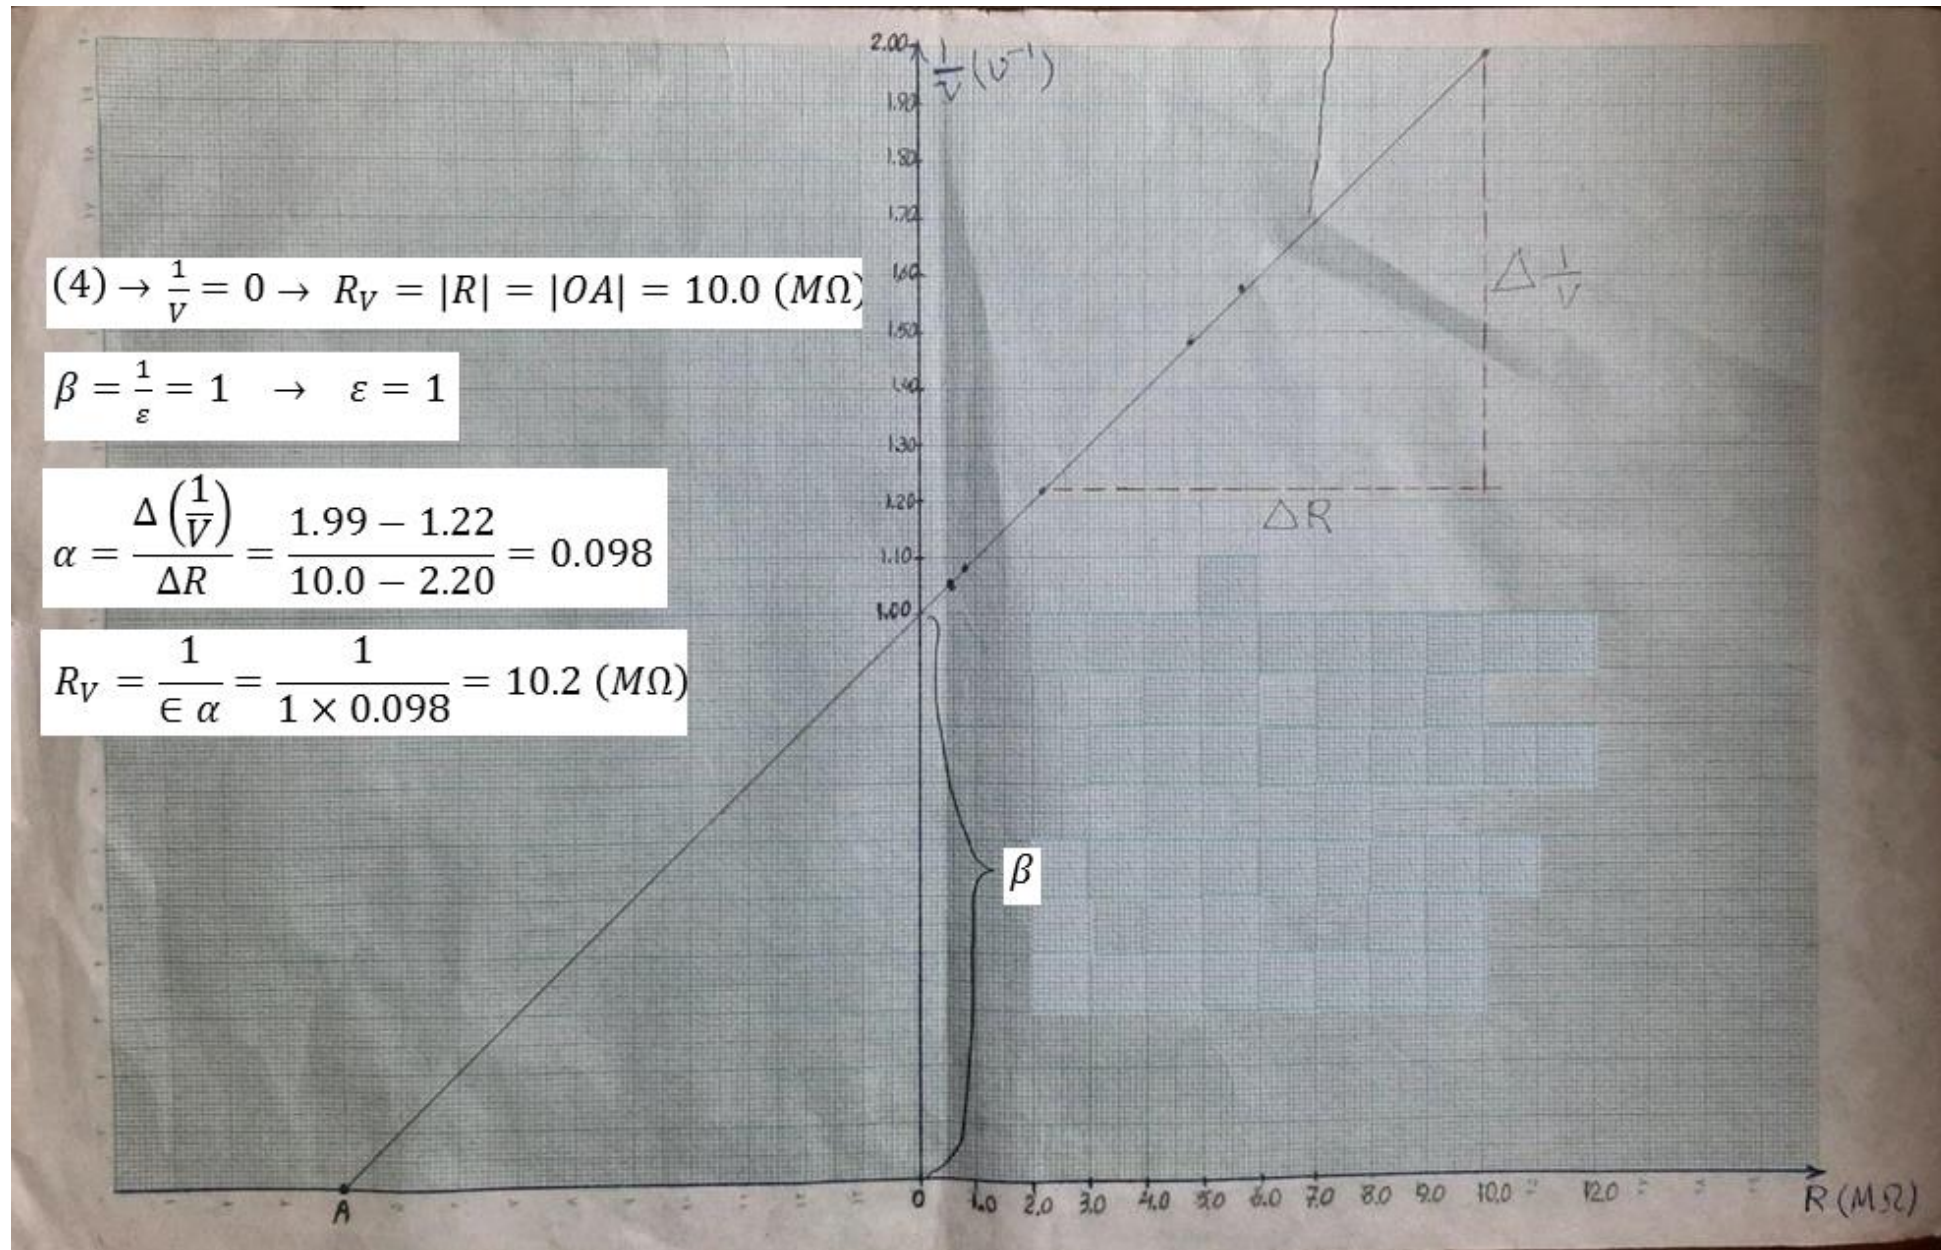 2.00
1/V (V⁻¹)
1.90
1.80
1.70
1.60
1.50
1.40
1.30
1.20
1.10
1.00
Δ 1/V
ΔR
(4) → 1/V = 0 → R_V = |R| = |OA| = 10.0 (MΩ)
β = 1/ε = 1 → ε = 1
α = Δ(1/V)/ΔR = (1.99 − 1.22)/(10.0 − 2.20) = 0.098
R_V = 1/(∈ α) = 1/(1 × 0.098) = 10.2 (MΩ)
β
A
0 1.0 2.0 3.0 4.0 5.0 6.0 7.0 8.0 9.0 10.0 12.0
R (MΩ)